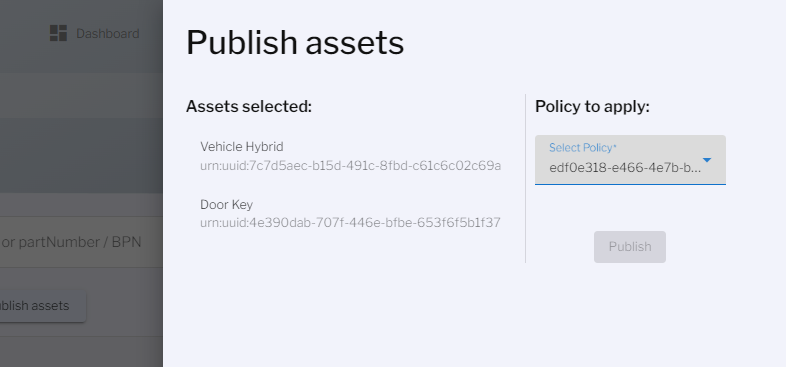 Dashboard
Publish assets
Assets selected:
Policy to apply:
Vehicle Hybrid
urn:uuid:7c7d5aec-b15d-491c-8fbd-c61c6c02c69a
Select Policy*
edf0e318-e466-4e7b-b...
Door Key
urn:uuid:4e390dab-707f-446e-bfbe-653f6f5b1f37
or partNumber / BPN
Publish
blish assets